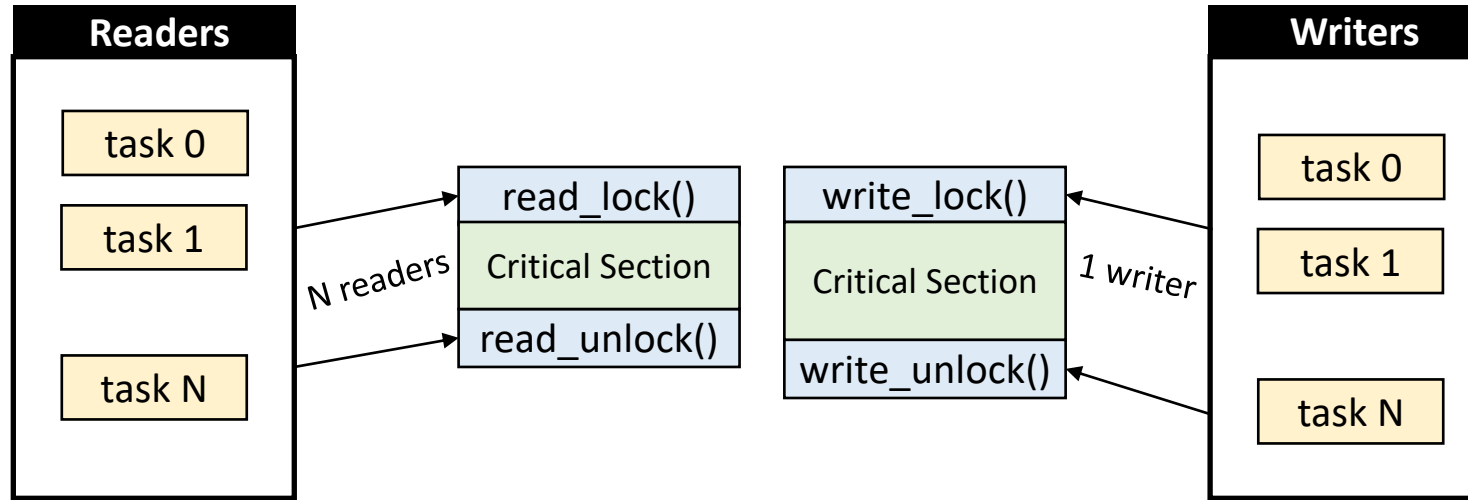 Readers
task 0
task 1
task N
N readers
read_lock()
Critical Section
read_unlock()
write_lock()
Critical Section
write_unlock()
1 writer
Writers
task 0
task 1
task N